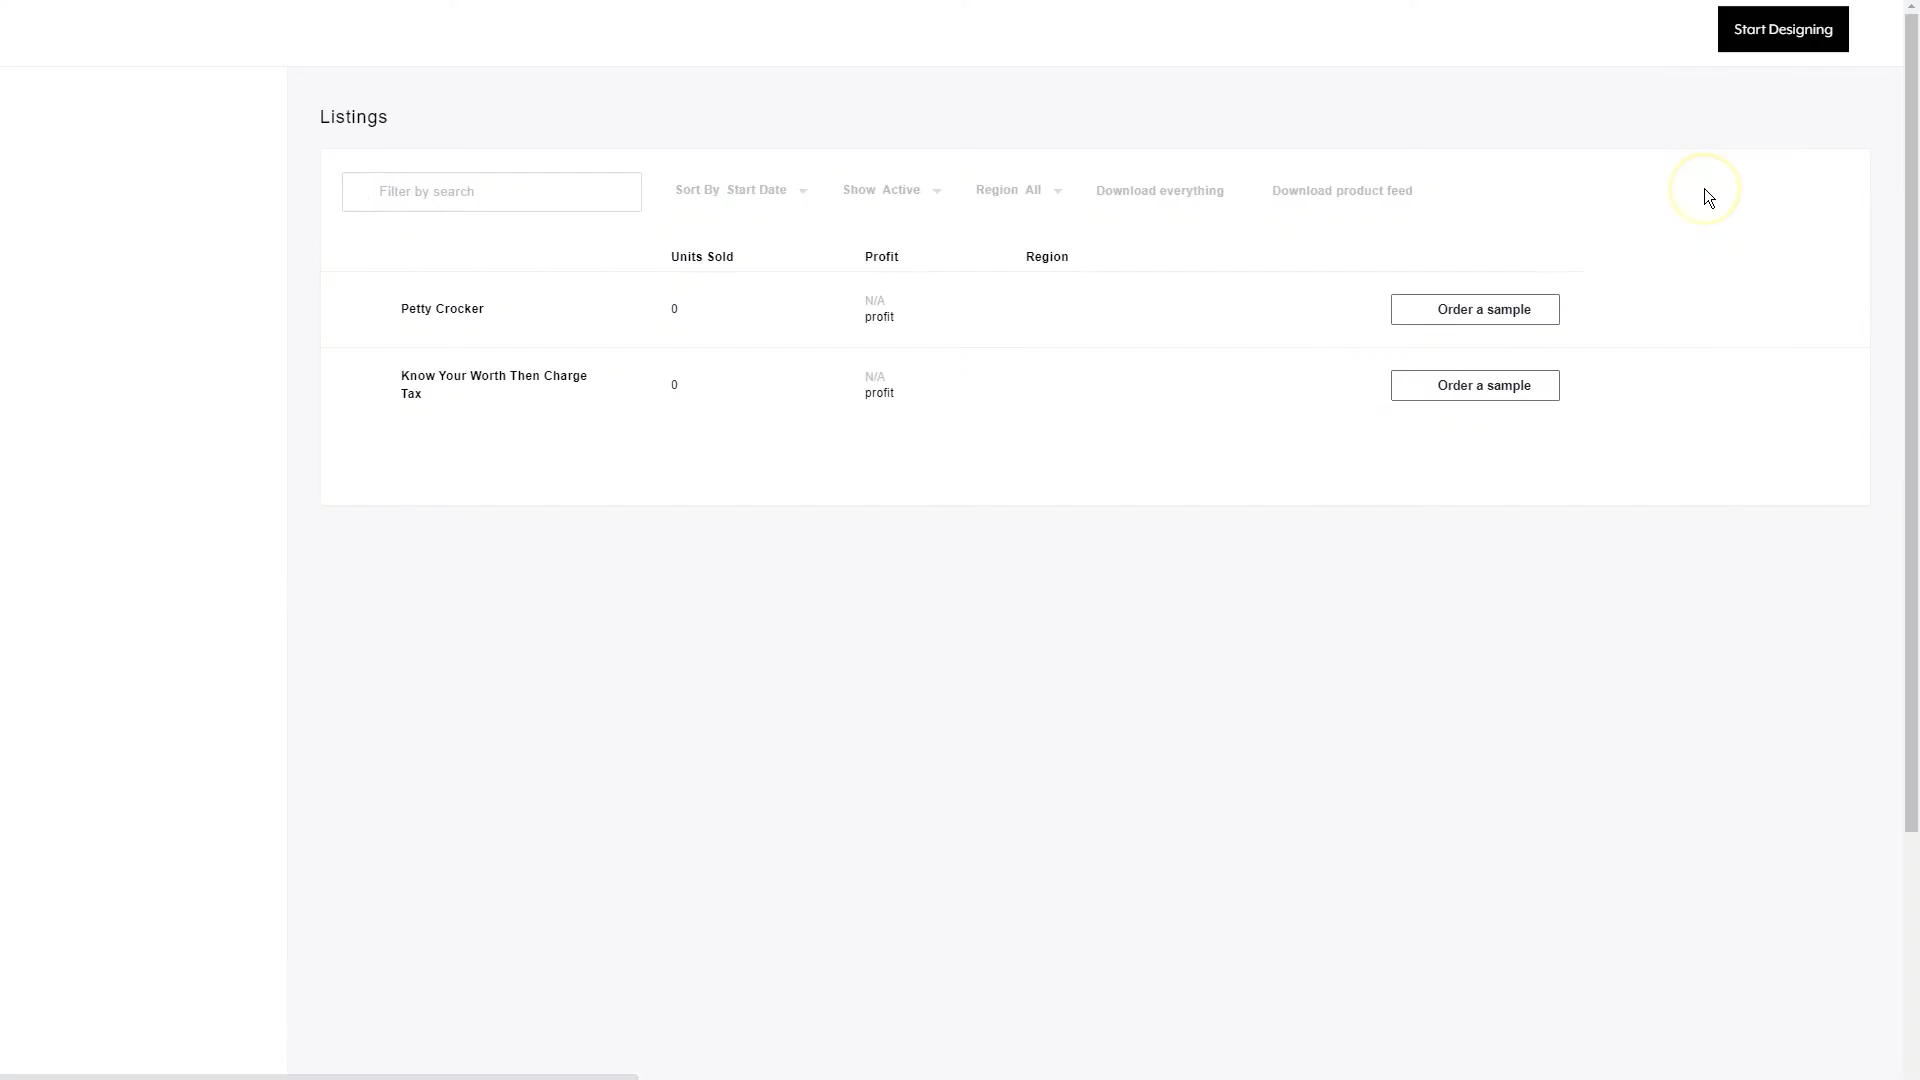 Start Designing
Listings
Filter by search
Sort By Start Date
Show Active
Region All
Download everything
Download product feed
Units Sold
Profit
Region
Petty Crocker
0
N/A
profit
Order a sample
Know Your Worth Then Charge
Tax
0
N/A
profit
Order a sample